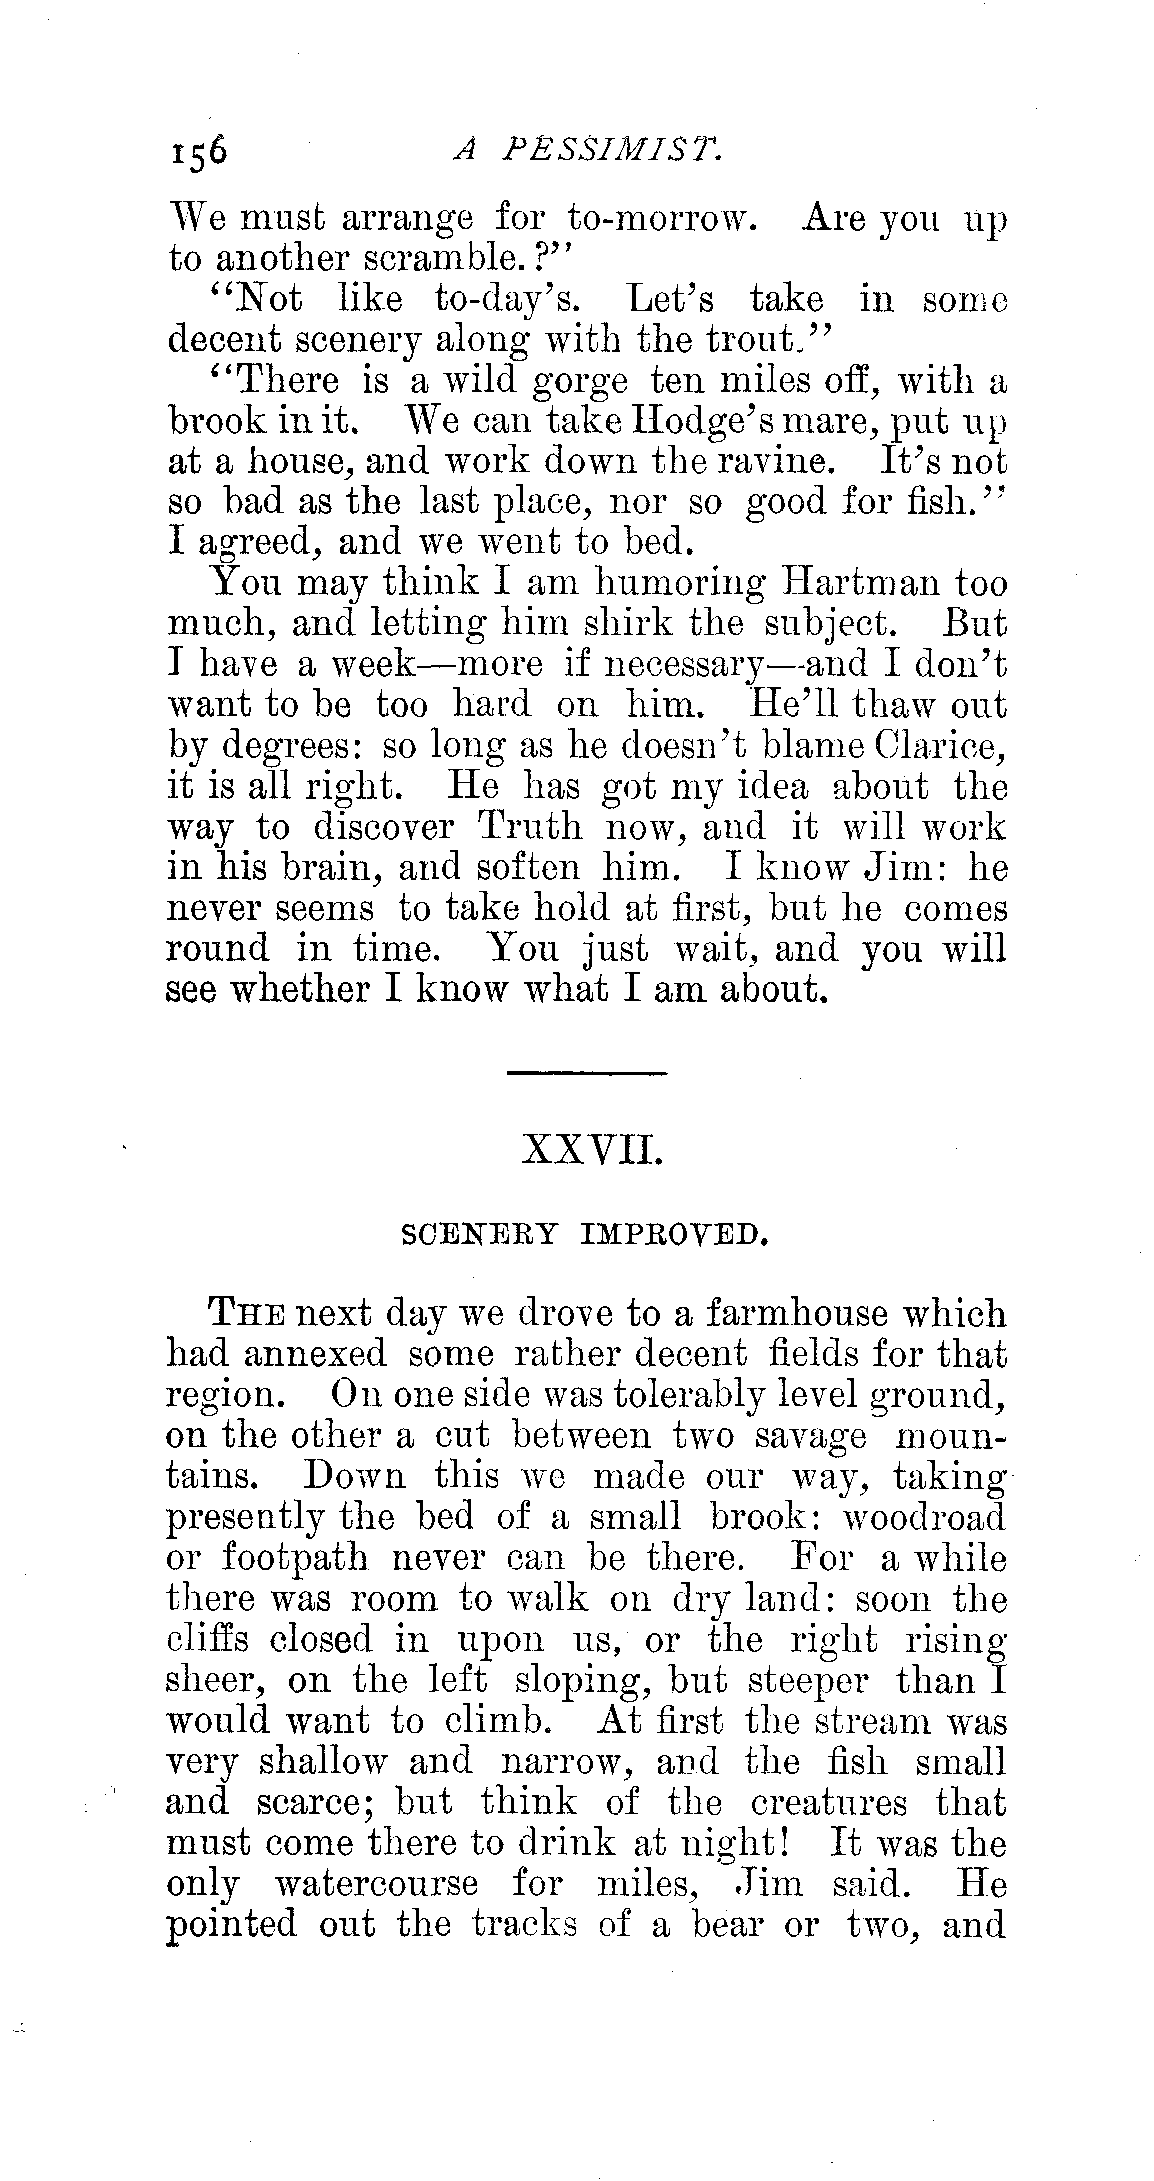 156 A PESSIMIST.
We must arrange for to-morrow. Are you up
to another scramble.?”
“Not like to-day’s. Let’s take in some
decent scenery along with the trout.”
“There is a wild gorge ten miles off, with a
brook in it. We can take Hodge’s mare, put up
at a house, and work down the ravine. It’s not
so bad as the last place, nor so good for fish.”
I agreed, and we went to bed.
You may think I am humoring Hartman too
much, and letting him shirk the subject. But
I have a week—more if necessary—and I don’t
want to be too hard on him. He’ll thaw out
by degrees: so long as he doesn’t blame Clarice,
it is all right. He has got my idea about the
way to discover Truth now, and it will work
in his brain, and soften him. I know Jim: he
never seems to take hold at first, but he comes
round in time. You just wait, and you will
see whether I know what I am about.
XXVII.
SCENERY IMPROVED.
THE next day we drove to a farmhouse which
had annexed some rather decent fields for that
region. On one side was tolerably level ground,
on the other a cut between two savage moun-
tains. Down this we made our way, taking
presently the bed of a small brook: woodroad
or footpath never can be there. For a while
there was room to walk on dry land: soon the
cliffs closed in upon us, or the right rising
sheer, on the left sloping, but steeper than I
would want to climb. At first the stream was
very shallow and narrow, and the fish small
and scarce; but think of the creatures that
must come there to drink at night! It was the
only watercourse for miles, Jim said. He
pointed out the tracks of a bear or two, and